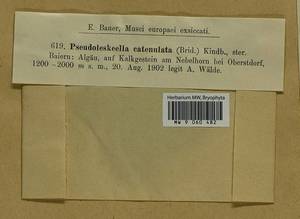 E. Bauer, Musci europaei exsiccati.
619. Pseudoleskeella catenulata (Brid.) Kindb., ster.
Baiern: Algäu, auf Kalkgestein am Nebelhorn bei Oberstdorf,
1200–2000 m s. m., 20. Aug. 1902 legit A. Wälde.
Herbarium MW, Bryophyta
MW 9 060 482